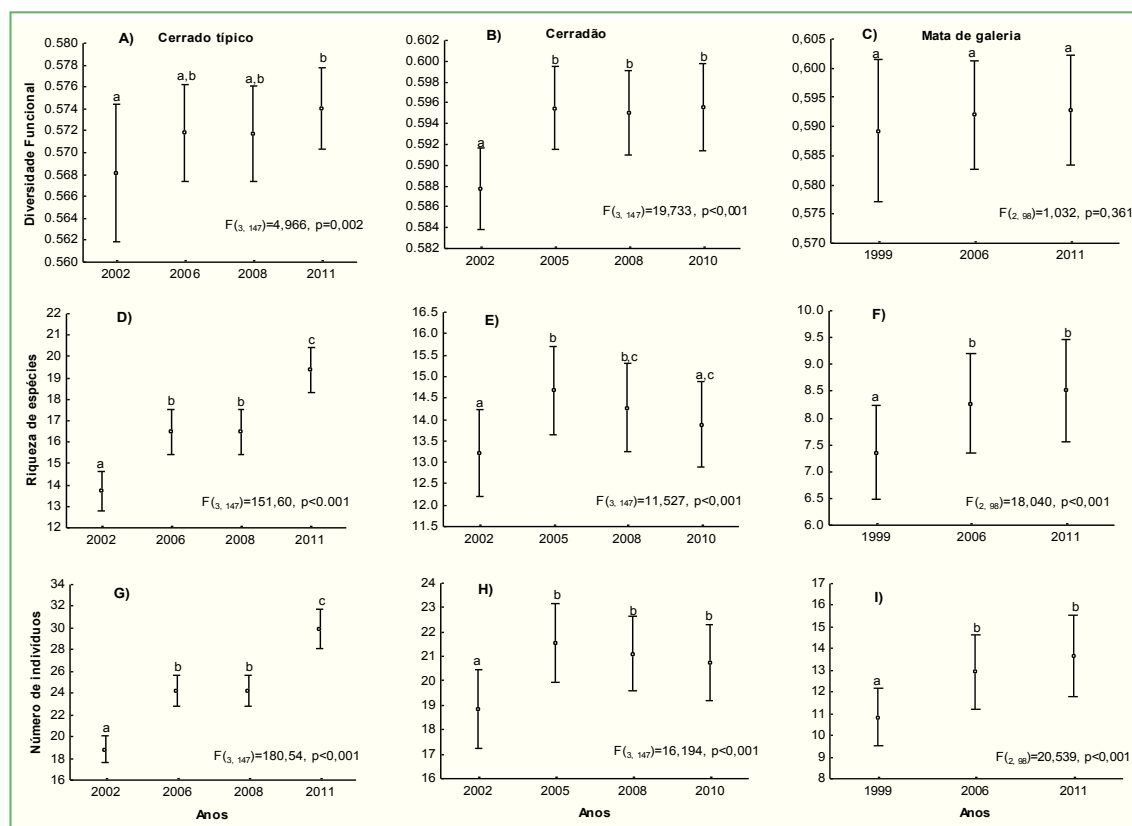 A) Cerrado típico
Diversidade Funcional
0.580
0.578
0.576
0.574
0.572
0.570
0.568
0.566
0.564
0.562
0.560
a
a,b
a,b
b
F(3, 147)=4,966, p=0,002
2002 2006 2008 2011
B) Cerradão
0.602
0.600
0.598
0.596
0.594
0.592
0.590
0.588
0.586
0.584
0.582
a
b
b
b
F(3, 147)=19,733, p<0,001
2002 2005 2008 2010
C) Mata de galeria
0,605
0,600
0,595
0,590
0,585
0,580
0,575
0,570
a
a
a
F(2, 98)=1,032, p=0,361
1999 2006 2011
D)
Riqueza de espécies
22
21
20
19
18
17
16
15
14
13
12
a
b
b
c
F(3, 147)=151,60, p<0.001
2002 2006 2008 2011
E)
16.5
16.0
15.5
15.0
14.5
14.0
13.5
13.0
12.5
12.0
11.5
a
b
b,c
a,c
F(3, 147)=11,527, p<0,001
2002 2005 2008 2010
F)
10.0
9.5
9.0
8.5
8.0
7.5
7.0
6.5
6.0
a
b
b
F(2, 98)=18,040, p<0,001
1999 2006 2011
G)
Número de indivíduos
34
32
30
28
26
24
22
20
18
16
a
b
b
c
F(3, 147)=180,54, p<0,001
2002 2006 2008 2011
Anos
H)
24
23
22
21
20
19
18
17
16
a
b
b
b
F(3, 147)=16,194, p<0,001
2002 2005 2008 2010
Anos
I)
17
16
15
14
13
12
11
10
9
8
a
b
b
F(2, 98)=20,539, p<0,001
1999 2006 2011
Anos